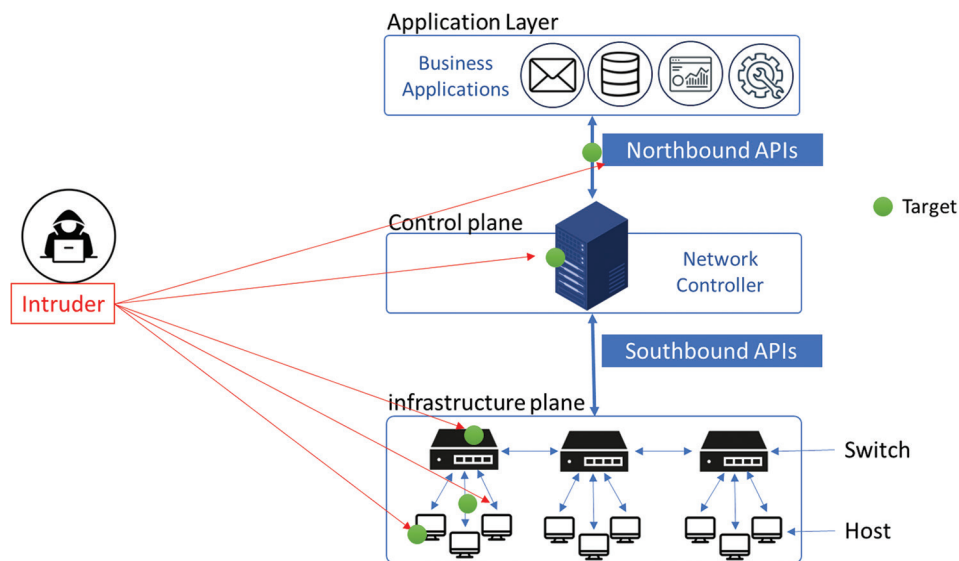 Application Layer
Business
Applications
Northbound APIs
Target
Control plane
Intruder
Network
Controller
Southbound APIs
infrastructure plane
Switch
Host